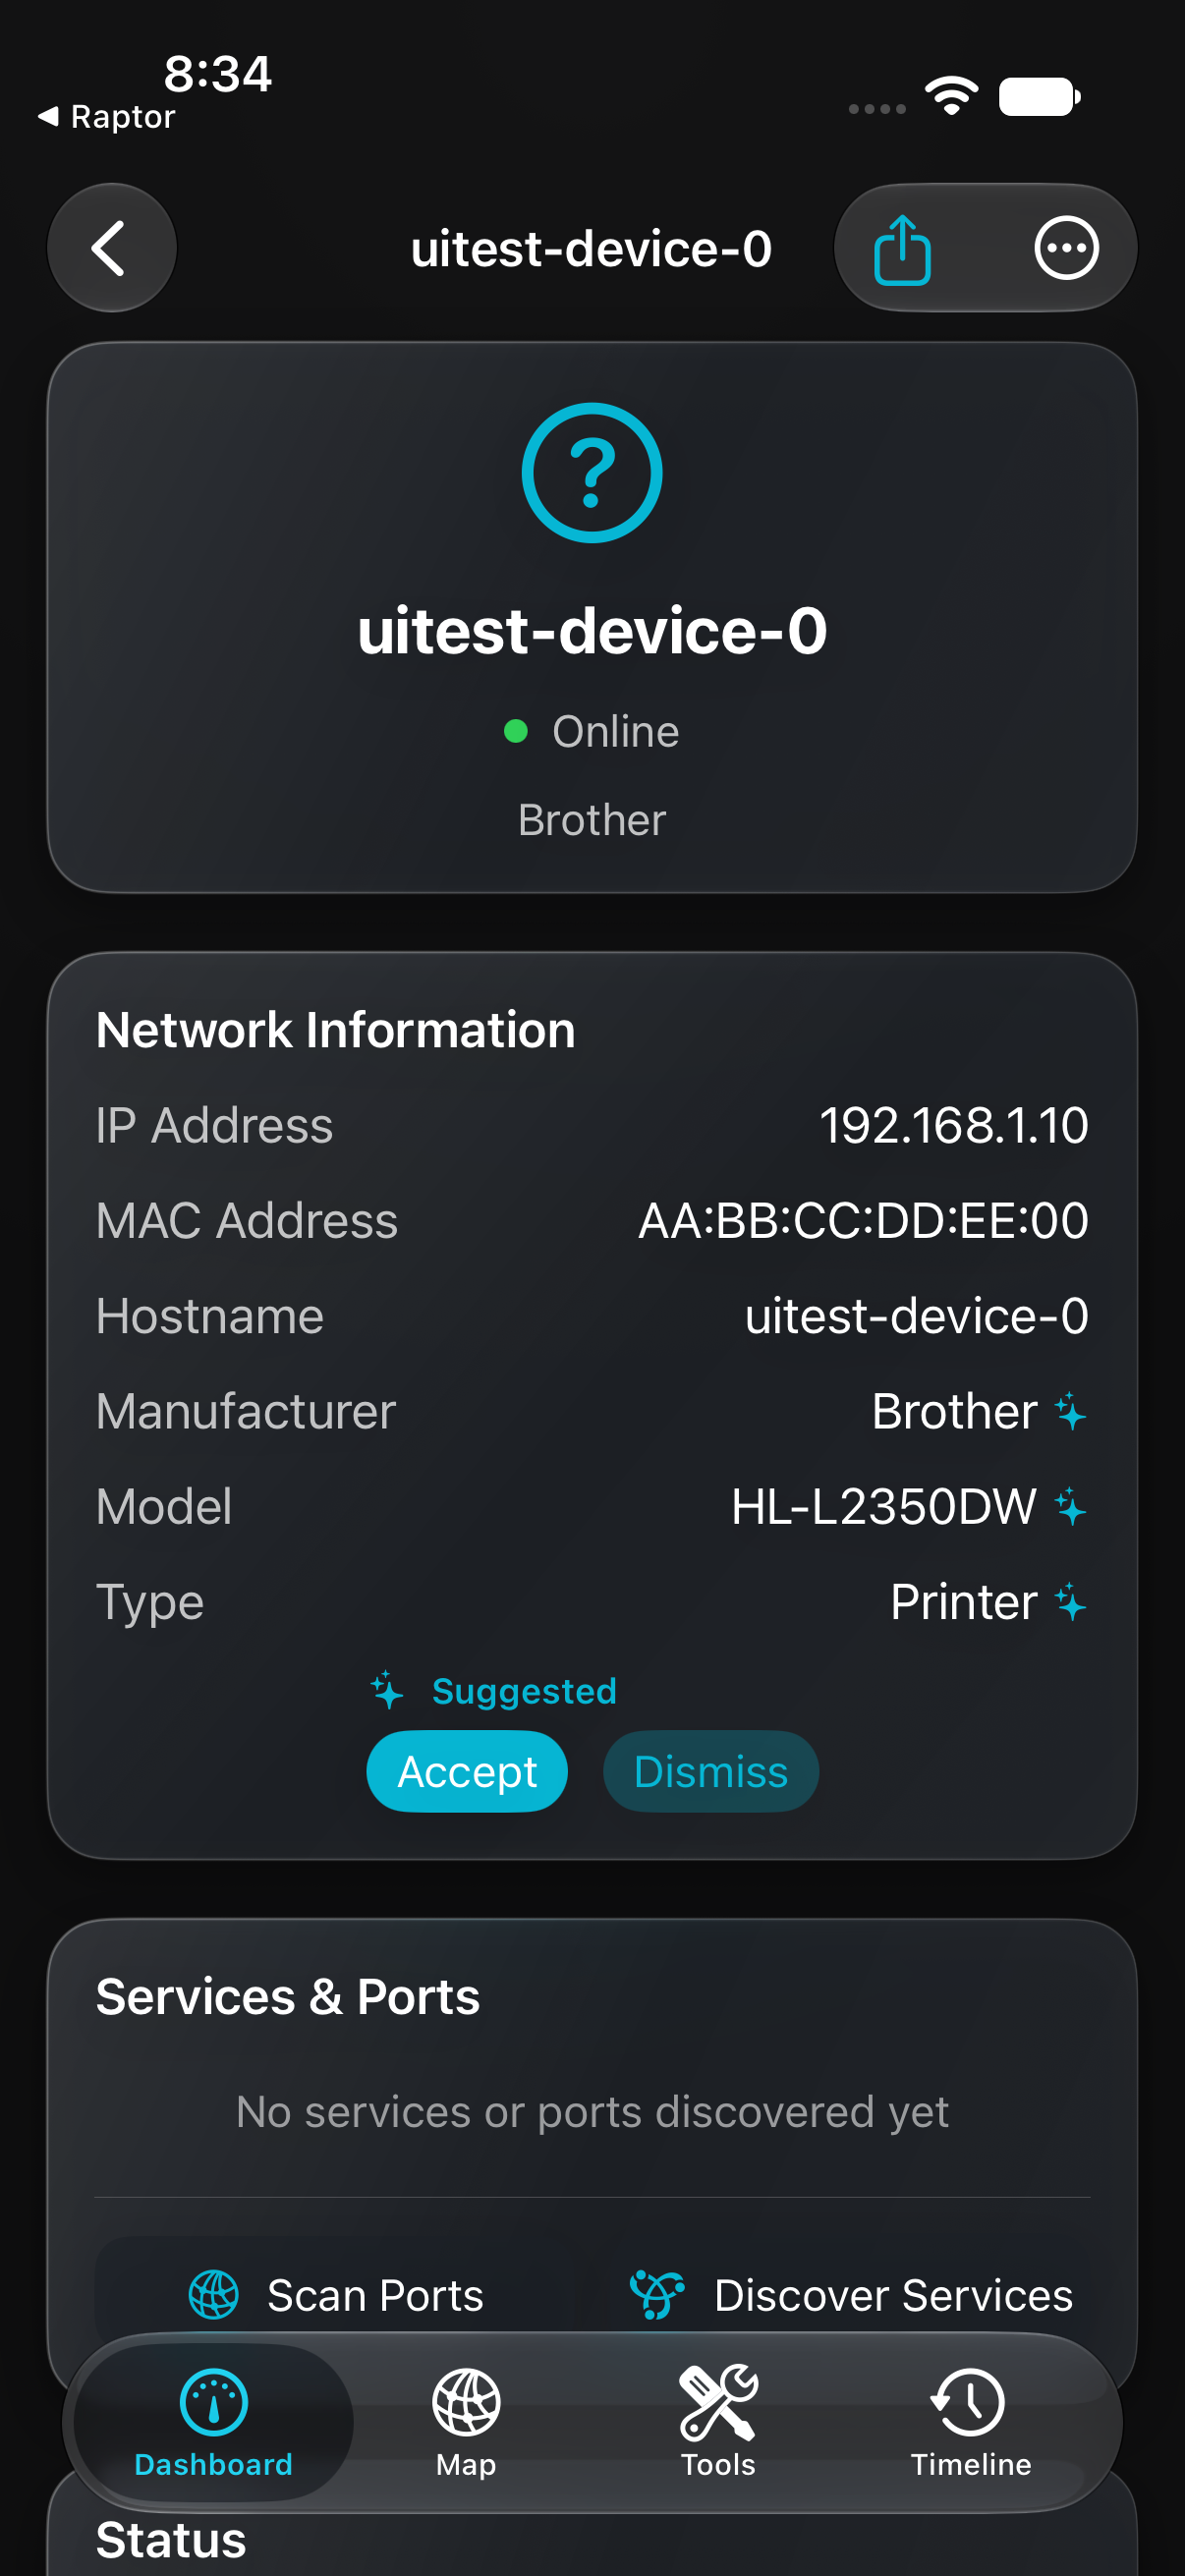 8:34
Raptor
uitest-device-0
uitest-device-0
Online
Brother
Network Information
IP Address 192.168.1.10
MAC Address AA:BB:CC:DD:EE:00
Hostname uitest-device-0
Manufacturer Brother
Model HL-L2350DW
Type Printer
Suggested
Accept Dismiss
Services & Ports
No services or ports discovered yet
Scan Ports Discover Services
Dashboard Map Tools Timeline
Status